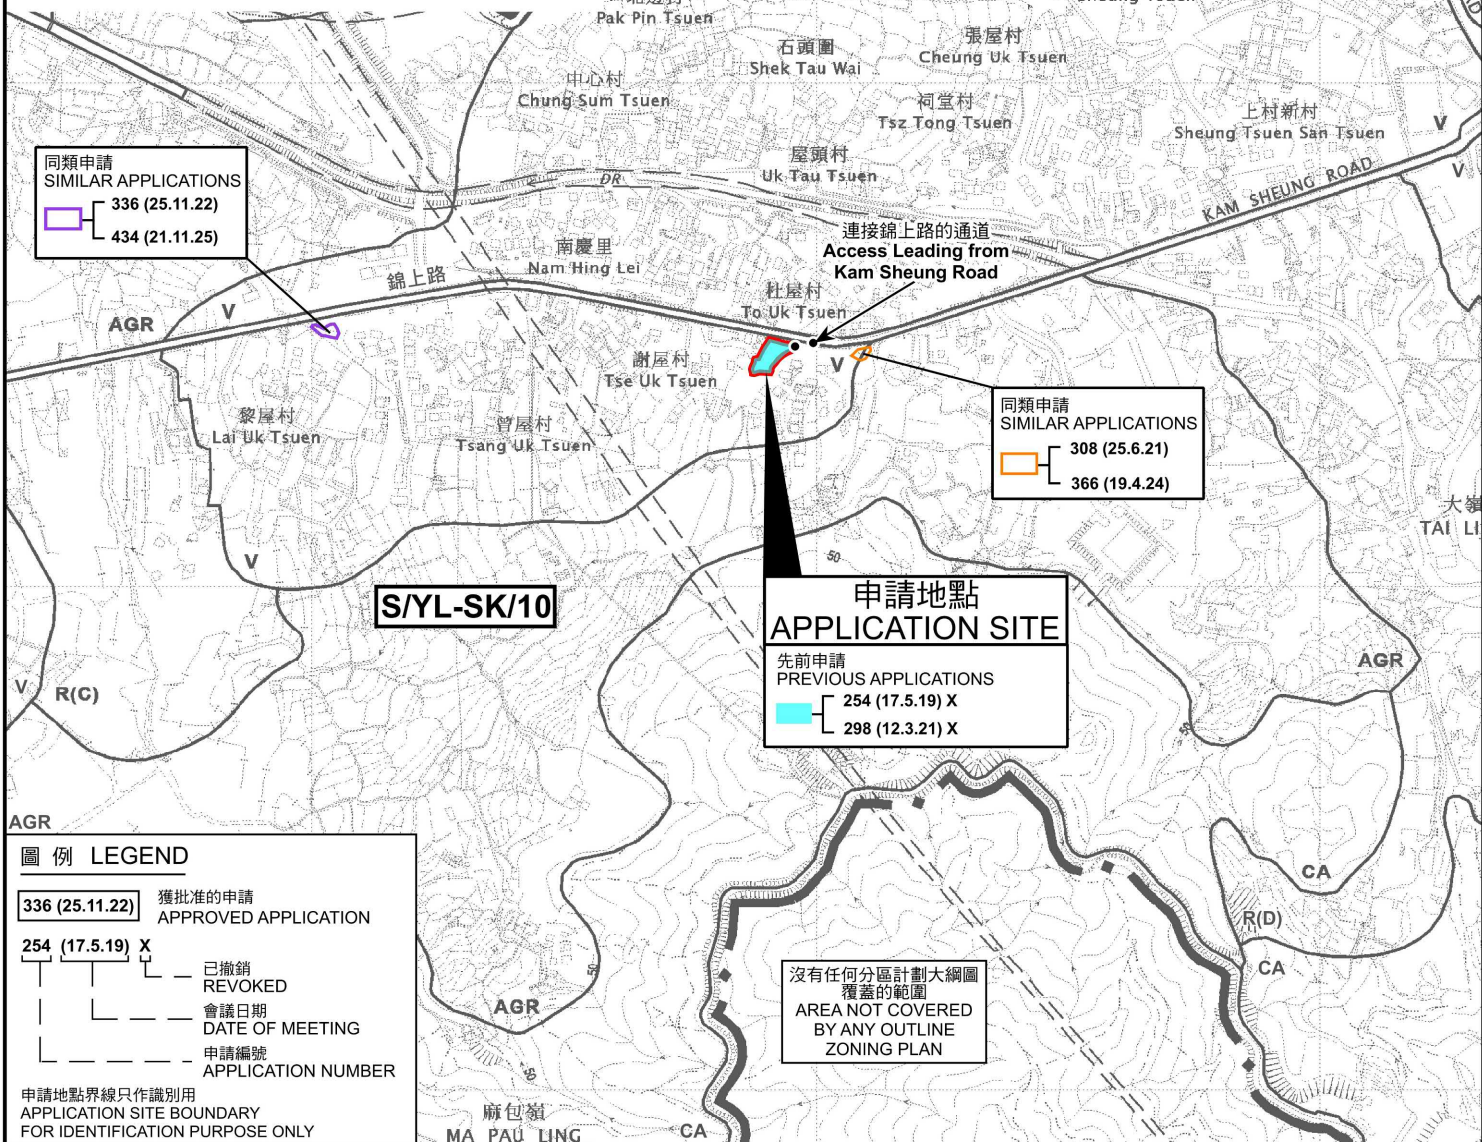 Pak Pin Tsuen
石頭圍
Shek Tau Wai
張屋村
Cheung Uk Tsuen
中心村
Chung Sum Tsuen
祠堂村
Tsz Tong Tsuen
上村新村
Sheung Tsuen San Tsuen
V
V
屋頭村
Uk Tau Tsuen
DR
KAM SHEUNG ROAD
同類申請
SIMILAR APPLICATIONS
336 (25.11.22)
434 (21.11.25)
連接錦上路的通道
Access Leading from
Kam Sheung Road
南慶里
Nam Hing Lei
錦上路
杜屋村
To Uk Tsuen
V
AGR
V
謝屋村
Tse Uk Tsuen
黎屋村
Lai Uk Tsuen
曾屋村
Tsang Uk Tsuen
同類申請
SIMILAR APPLICATIONS
308 (25.6.21)
366 (19.4.24)
TAI LI
V
50
S/YL-SK/10
申請地點
APPLICATION SITE
先前申請
PREVIOUS APPLICATIONS
254 (17.5.19) X
298 (12.3.21) X
AGR
V
R(C)
50
AGR
CA
R(D)
CA
圖 例 LEGEND
336 (25.11.22)
獲批准的申請
APPROVED APPLICATION
254 (17.5.19) X
已撤銷
REVOKED
會議日期
DATE OF MEETING
申請編號
APPLICATION NUMBER
申請地點界線只作識別用
APPLICATION SITE BOUNDARY
FOR IDENTIFICATION PURPOSE ONLY
50
AGR
50
沒有任何分區計劃大綱圖
覆蓋的範圍
AREA NOT COVERED
BY ANY OUTLINE
ZONING PLAN
麻包嶺
MA PAU LING
CA